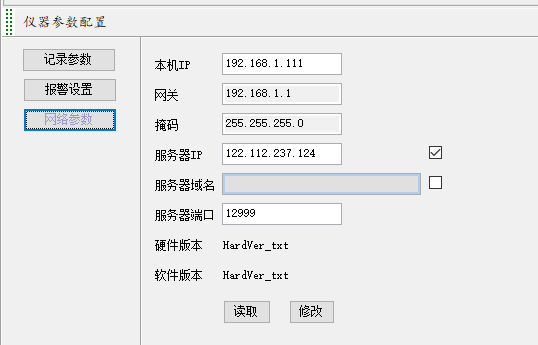 仪器参数配置
记录参数
报警设置
网络参数
本机IP 192.168.1.111
网关 192.168.1.1
掩码 255.255.255.0
服务器IP 122.112.237.124
服务器域名
服务器端口 12999
硬件版本 HardVer_txt
软件版本 HardVer_txt
读取 修改